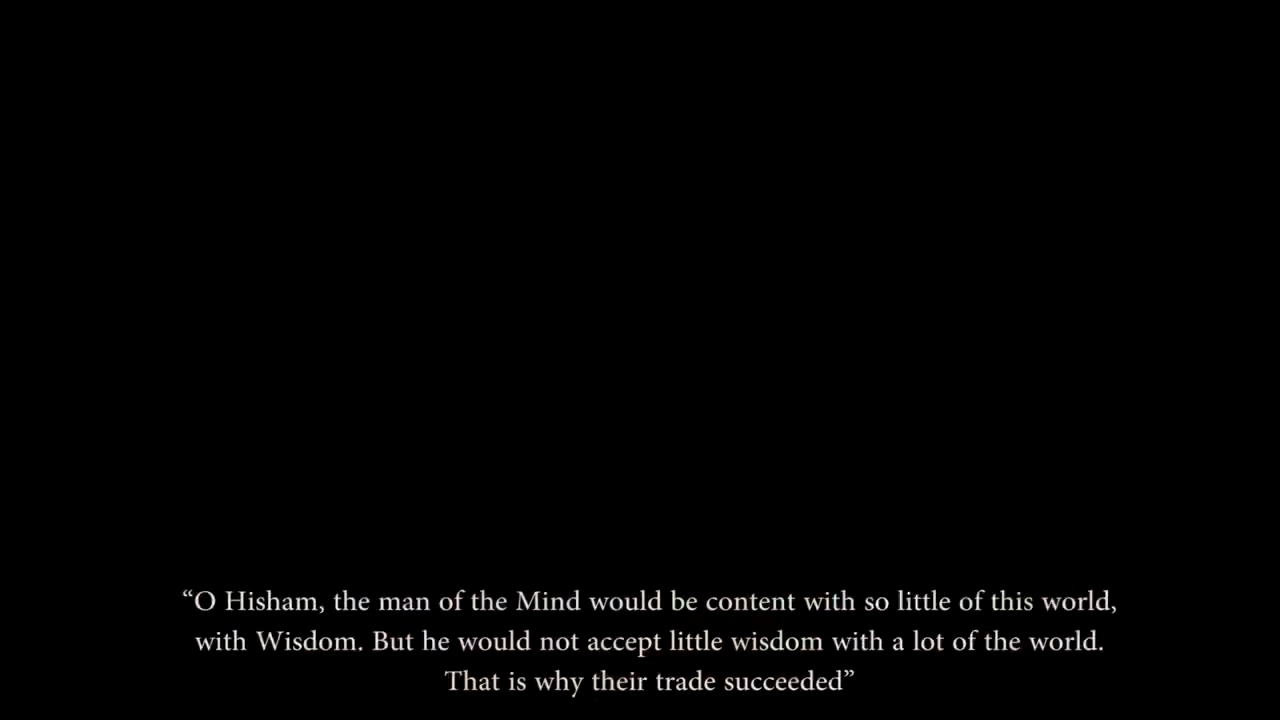 “O Hisham, the man of the Mind would be content with so little of this world,
with Wisdom. But he would not accept little wisdom with a lot of the world.
That is why their trade succeeded”